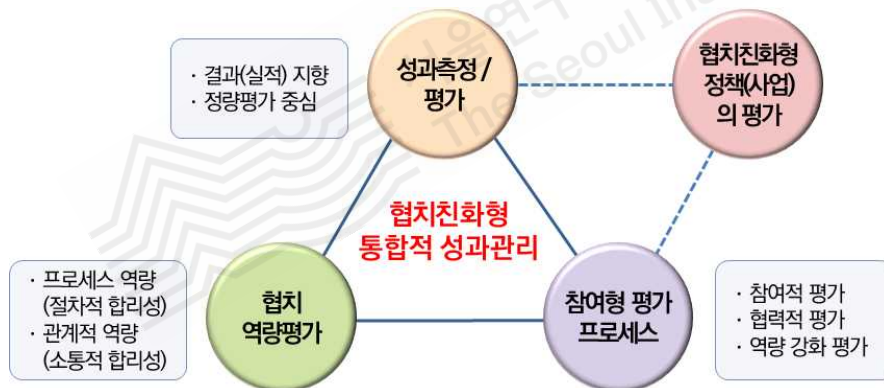 · 결과(실적) 지향
· 정량평가 중심
성과측정 /
평가
협치친화형
정책(사업)
의 평가
협치친화형
통합적 성과관리
· 프로세스 역량
(절차적 합리성)
· 관계적 역량
(소통적 합리성)
협치
역량평가
참여형 평가
프로세스
· 참여적 평가
· 협력적 평가
· 역량 강화 평가
The Seoul